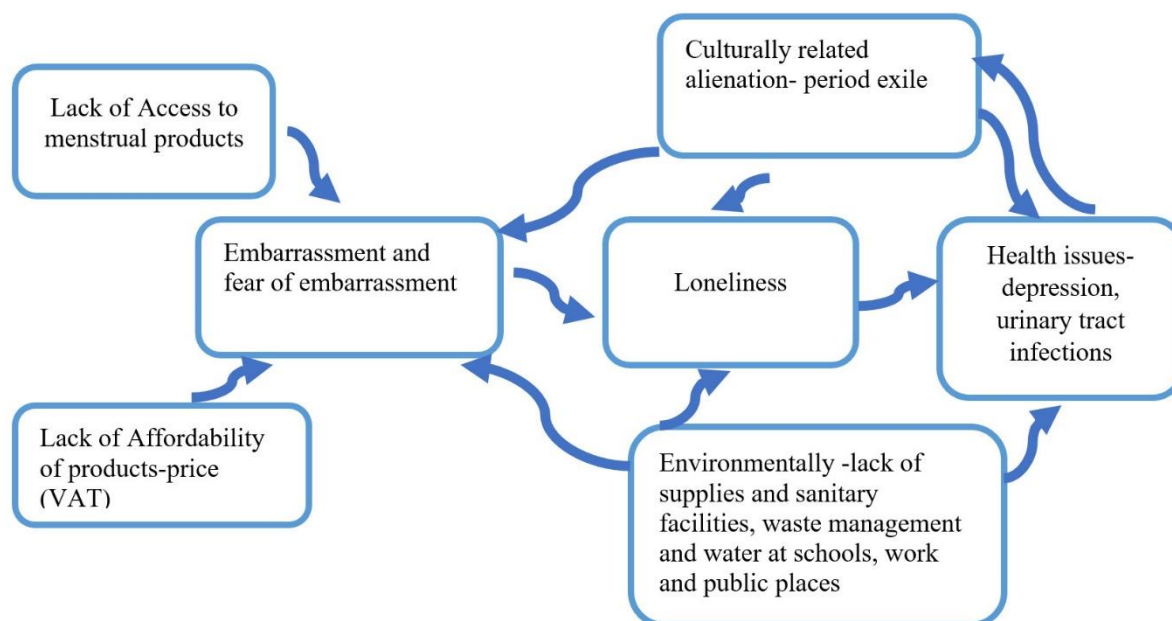 Lack of Access to
menstrual products
Culturally related
alienation- period exile
Embarrassment and
fear of embarrassment
Loneliness
Health issues-
depression,
urinary tract
infections
Lack of Affordability
of products-price
(VAT)
Environmentally -lack of
supplies and sanitary
facilities, waste management
and water at schools, work
and public places